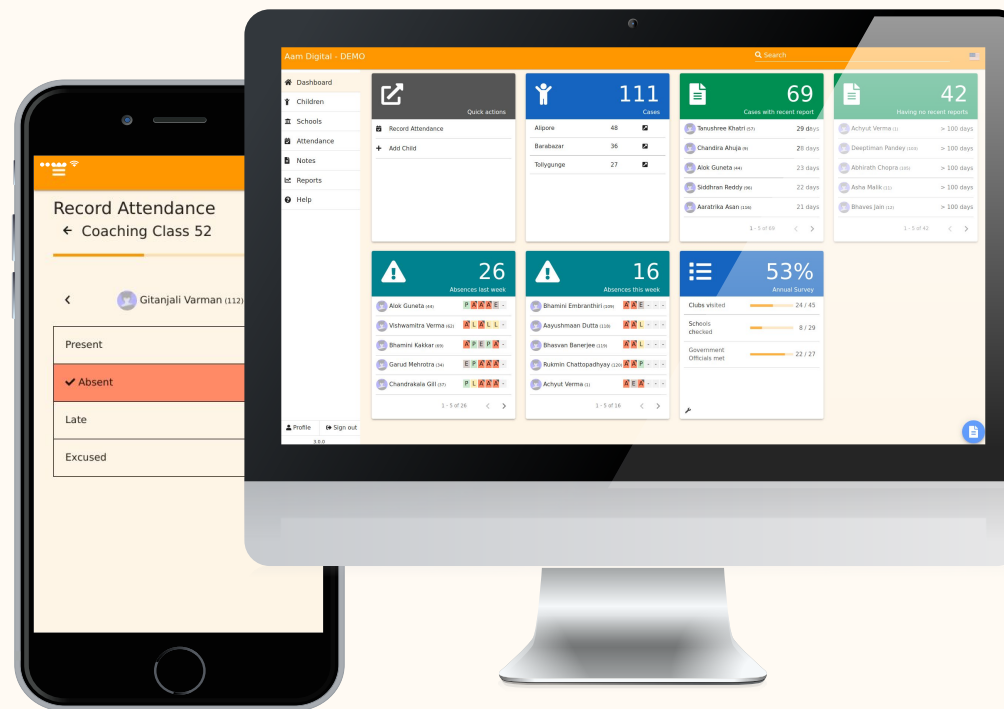 Record Attendance
Coaching Class 52
Gitanjali Varman (112)
Present
Absent
Late
Excused
Aam Digital - DEMO
Search
Dashboard
Children
Schools
Attendance
Notes
Reports
Help
Profile
Sign out
3.0.0
Quick actions
Record Attendance
Add Child
111
Cases
Alipore 48
Barabazar 36
Tollygunge 27
69
Cases with recent report
Tanushree Khatri (57) 29 days
Chandira Ahuja (9) 28 days
Alok Guneta (44) 23 days
Siddhran Reddy (96) 22 days
Aaratrika Asan (116) 21 days
1 - 5 of 69
42
Having no recent reports
Achyut Verma (1) > 100 days
Deeptiman Pandey > 100 days
Abhirath Chopra > 100 days
Asha Malik > 100 days
Bhaves Jain (12) > 100 days
1 - 5 of 42
26
Absences last week
Alok Guneta P A A A E -
Vishwamitra Verma (62) A L A L L -
Bhamini Kakkar (89) A P E P A -
Garud Mehrotra (34) E P A A A -
Chandrakala Gill (37) P L A A A -
1 - 5 of 26
16
Absences this week
Bhamini Embranthiri (109) A A E - - -
Aayushmaan Dutta (118) A A L - - -
Bhasvan Banerjee (119) A A L - - -
Rukmin Chattopadhyay (120) A A P - - -
Achyut Verma (1) A E A - - -
1 - 5 of 16
53%
Annual Survey
Clubs visited 24 / 45
Schools
checked 8 / 29
Government
Officials met 22 / 27